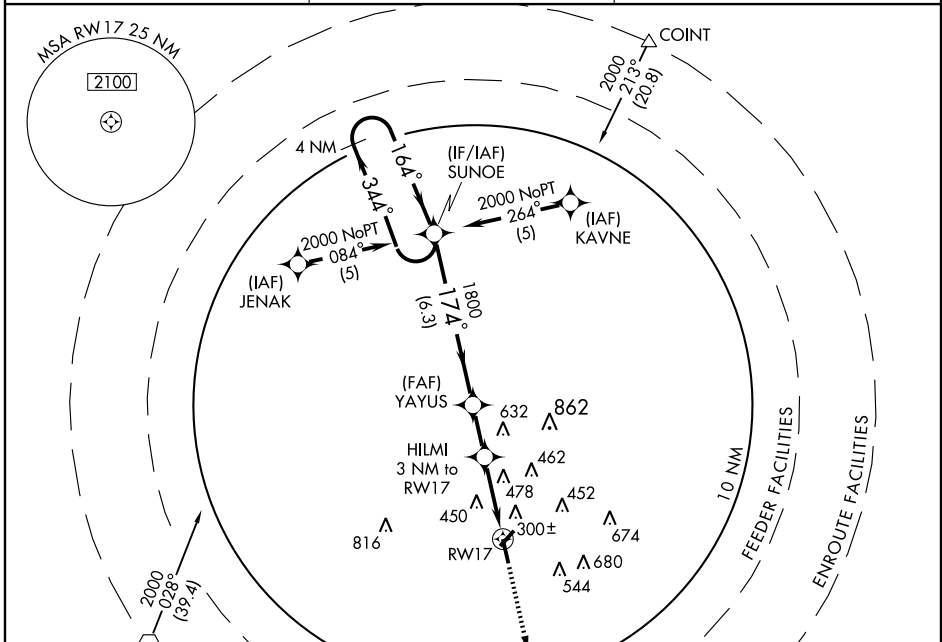 MSA RW17 25 NM
2100
COINT
2000
213°
(20.8)
4 NM
164°
344°
(IF/IAF)
SUNOE
2000 NoPT
264°
(5)
(IAF)
KAVNE
2000 NoPT
084°
(5)
(IAF)
JENAK
1800
174°
(6.3)
(FAF)
YAYUS
632
862
HILMI
3 NM to
RW17
462
478
450
452
300±
674
816
RW17
680
544
10 NM
FEEDER FACILITIES
ENROUTE FACILITIES
2000
028°
(39.4)